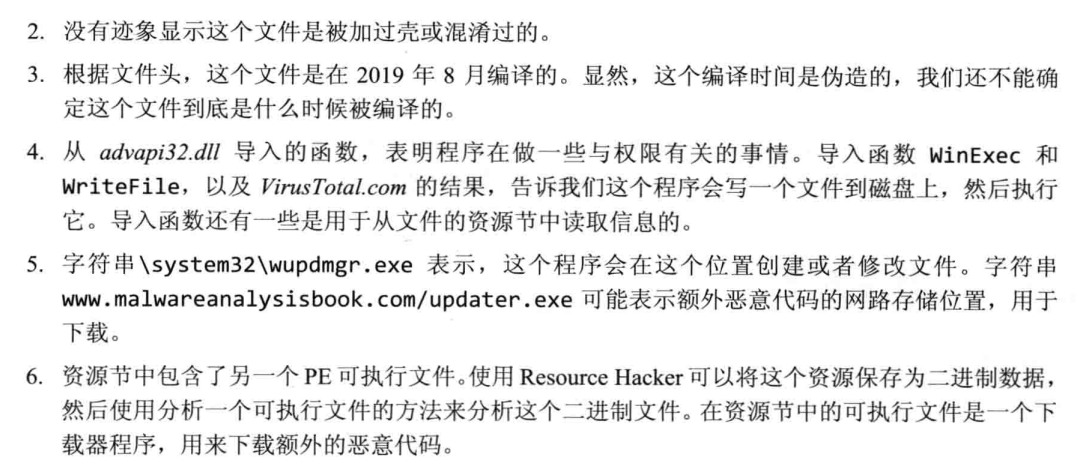 2. 没有迹象显示这个文件是被加过壳或混淆过的。
3. 根据文件头，这个文件是在 2019 年 8 月编译的。显然，这个编译时间是伪造的，我们还不能确
定这个文件到底是什么时候被编译的。
4. 从 advapi32.dll 导入的函数，表明程序在做一些与权限有关的事情。导入函数 WinExec 和
WriteFile，以及 VirusTotal.com 的结果，告诉我们这个程序会写一个文件到磁盘上，然后执行
它。导入函数还有一些是用于从文件的资源节中读取信息的。
5. 字符串\system32\wupdmgr.exe 表示，这个程序会在这个位置创建或者修改文件。字符串
www.malwareanalysisbook.com/updater.exe 可能表示额外恶意代码的网路存储位置，用于
下载。
6. 资源节中包含了另一个 PE 可执行文件。使用 Resource Hacker 可以将这个资源保存为二进制数据，
然后使用分析一个可执行文件的方法来分析这个二进制文件。在资源节中的可执行文件是一个下
载器程序，用来下载额外的恶意代码。